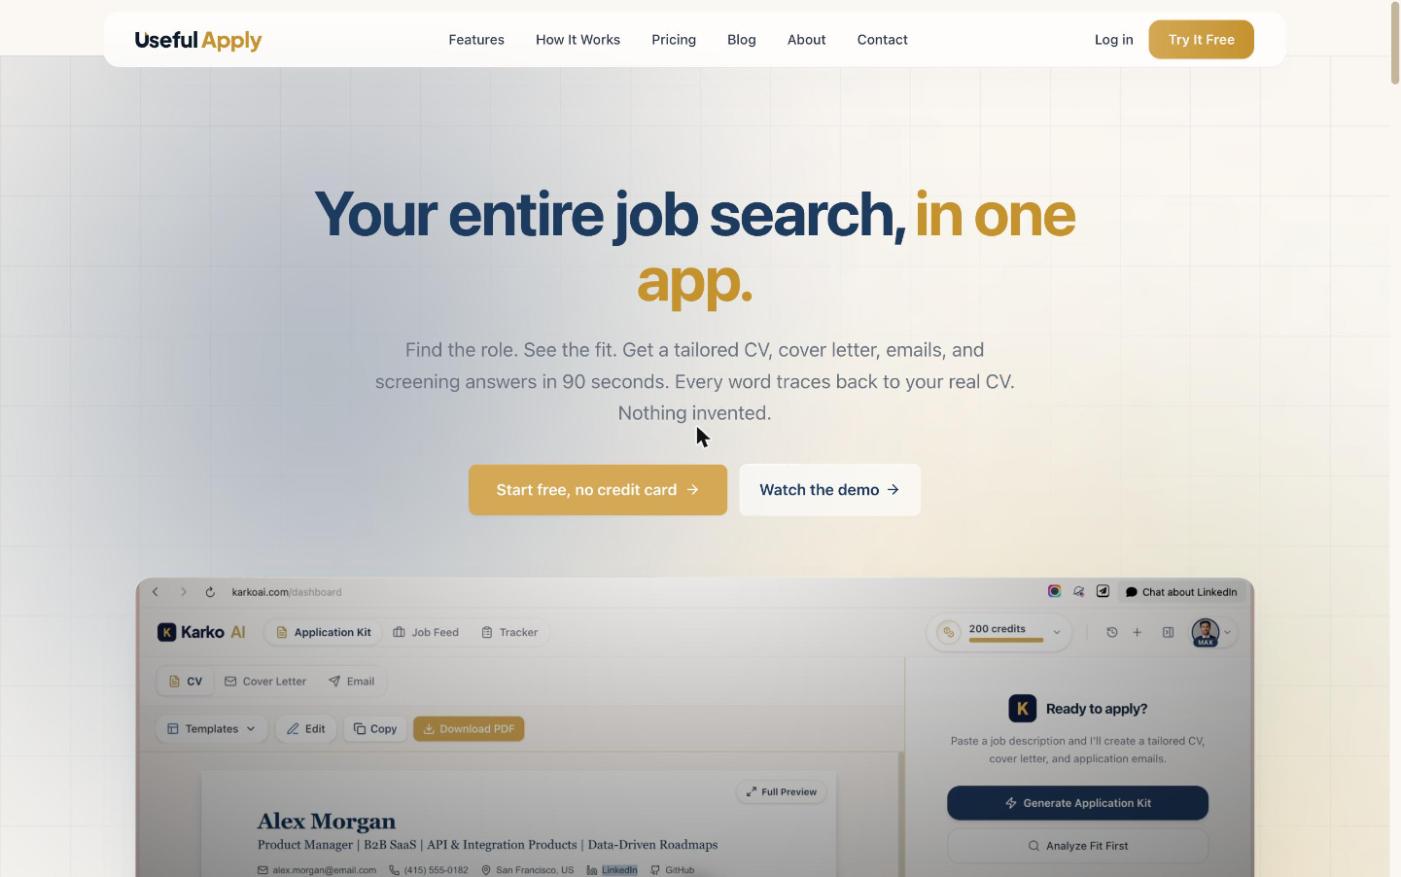 Useful Apply
Features How It Works Pricing Blog About Contact
Log in Try It Free
Your entire job search, in one
app.
Find the role. See the fit. Get a tailored CV, cover letter, emails, and
screening answers in 90 seconds. Every word traces back to your real CV.
Nothing invented.
Start free, no credit card → Watch the demo →
karkoai.com/dashboard Chat about LinkedIn
K Karko AI Application Kit Job Feed Tracker 200 credits MAX
CV Cover Letter Email
Templates Edit Copy Download PDF
K Ready to apply?
Paste a job description and I'll create a tailored CV,
cover letter, and application emails.
Generate Application Kit
Analyze Fit First
Full Preview
Alex Morgan
Product Manager | B2B SaaS | API & Integration Products | Data-Driven Roadmaps
alex.morgan@email.com (415) 555-0182 San Francisco, US LinkedIn GitHub